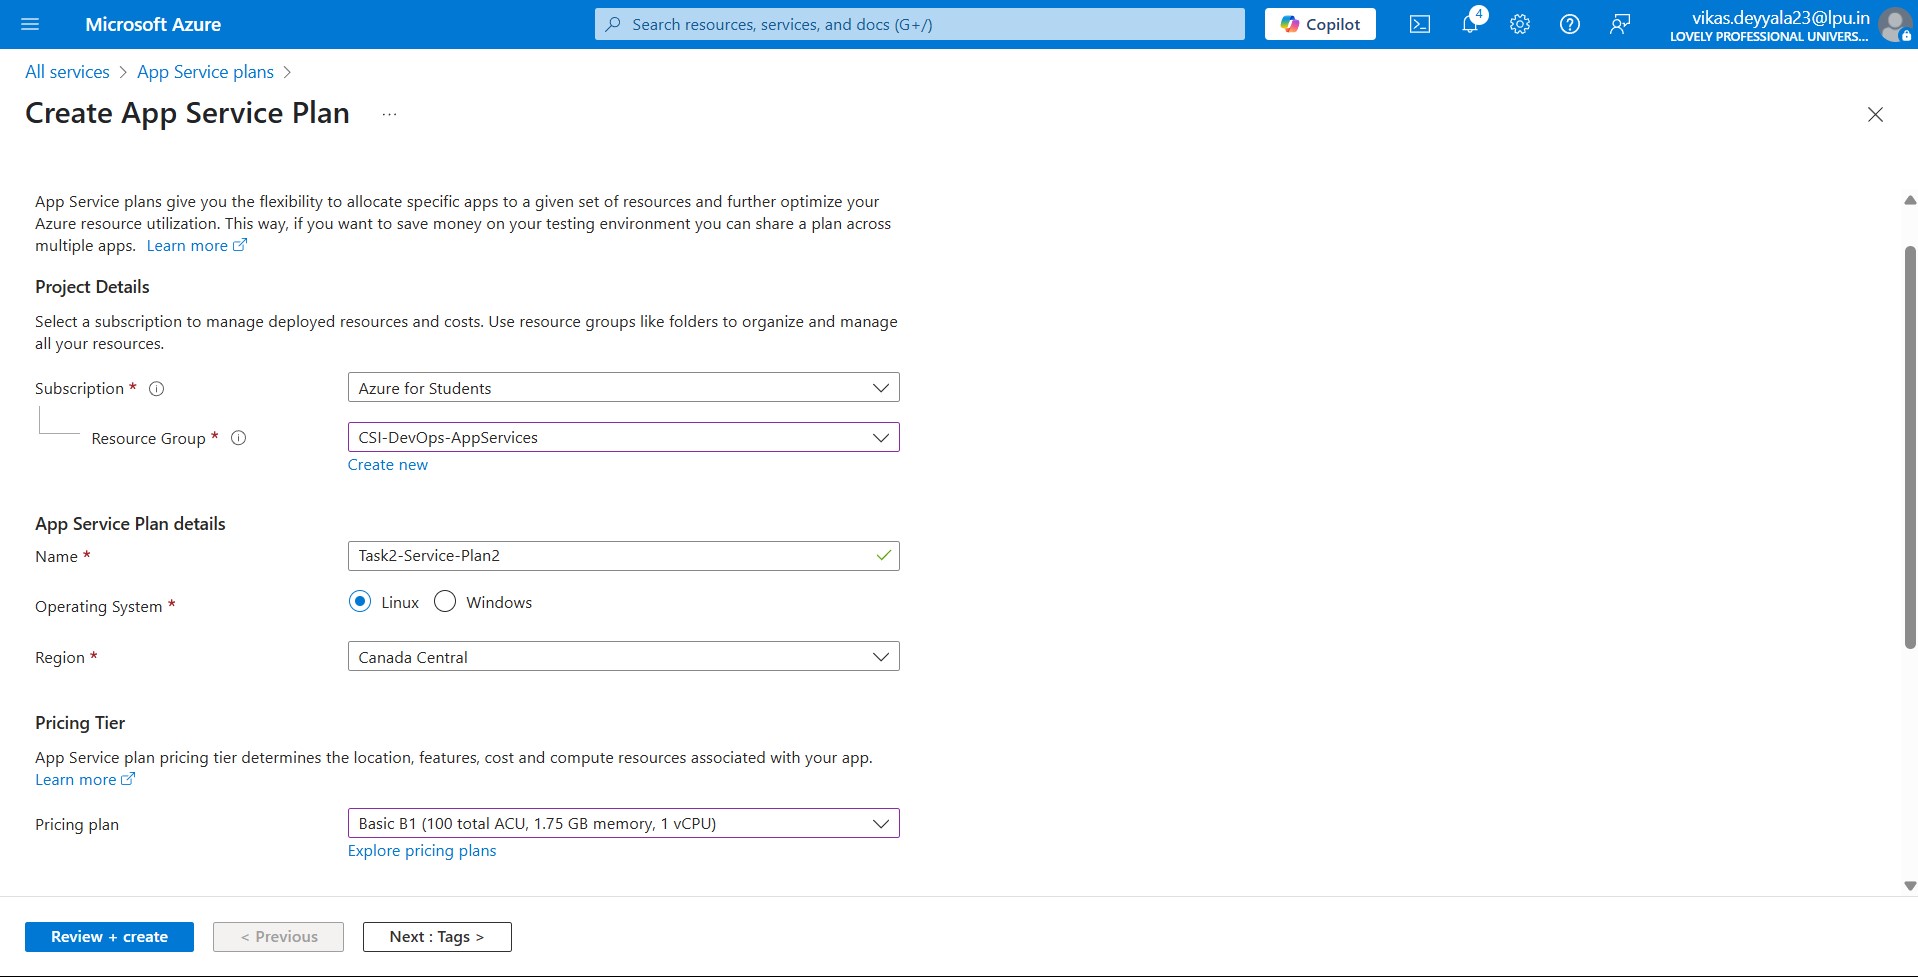 Microsoft Azure
Search resources, services, and docs (G+/)
Copilot
4
vikas.deyyala23@lpu.in
LOVELY PROFESSIONAL UNIVERS...
All services > App Service plans >
Create App Service Plan ...
App Service plans give you the flexibility to allocate specific apps to a given set of resources and further optimize your
Azure resource utilization. This way, if you want to save money on your testing environment you can share a plan across
multiple apps. Learn more
Project Details
Select a subscription to manage deployed resources and costs. Use resource groups like folders to organize and manage
all your resources.
Subscription *
Azure for Students
Resource Group *
CSI-DevOps-AppServices
Create new
App Service Plan details
Name *
Task2-Service-Plan2
Operating System *
Linux Windows
Region *
Canada Central
Pricing Tier
App Service plan pricing tier determines the location, features, cost and compute resources associated with your app.
Learn more
Pricing plan
Basic B1 (100 total ACU, 1.75 GB memory, 1 vCPU)
Explore pricing plans
Review + create
< Previous
Next : Tags >